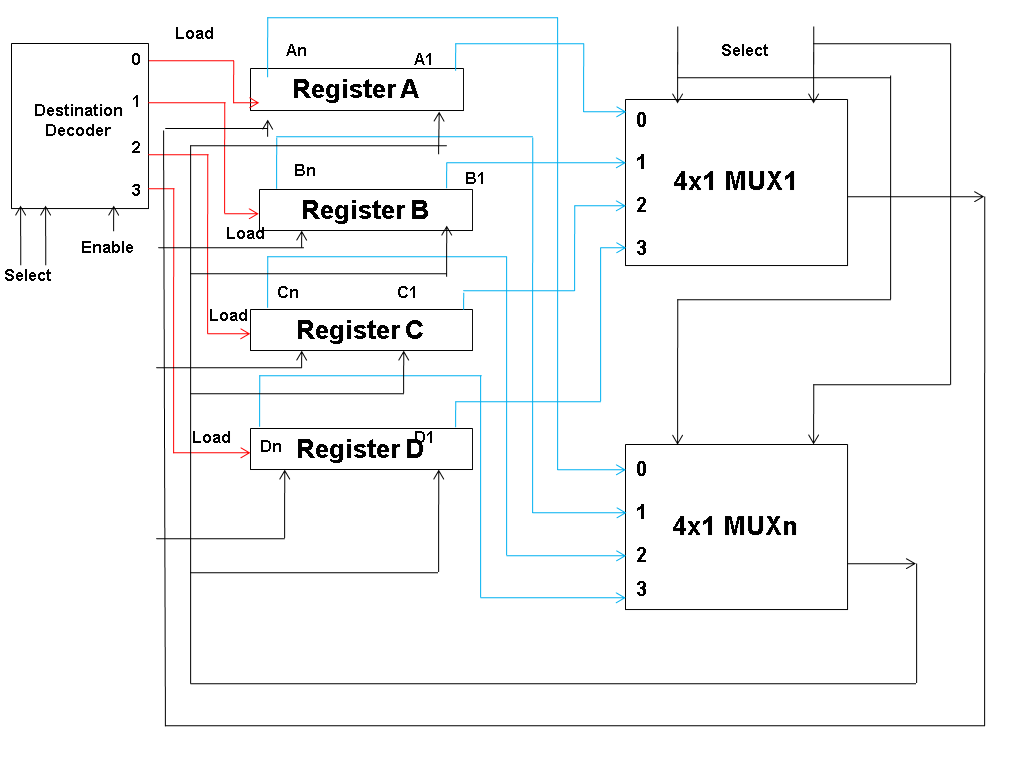 Load
Select
An
A1
0
Register A
Destination
Decoder
1
2
3
0
1
2
3
4x1 MUX1
Bn
B1
Register B
Load
Enable
Select
Cn
C1
Load
Register C
Load
Dn
D1
Register D
0
1
2
3
4x1 MUXn